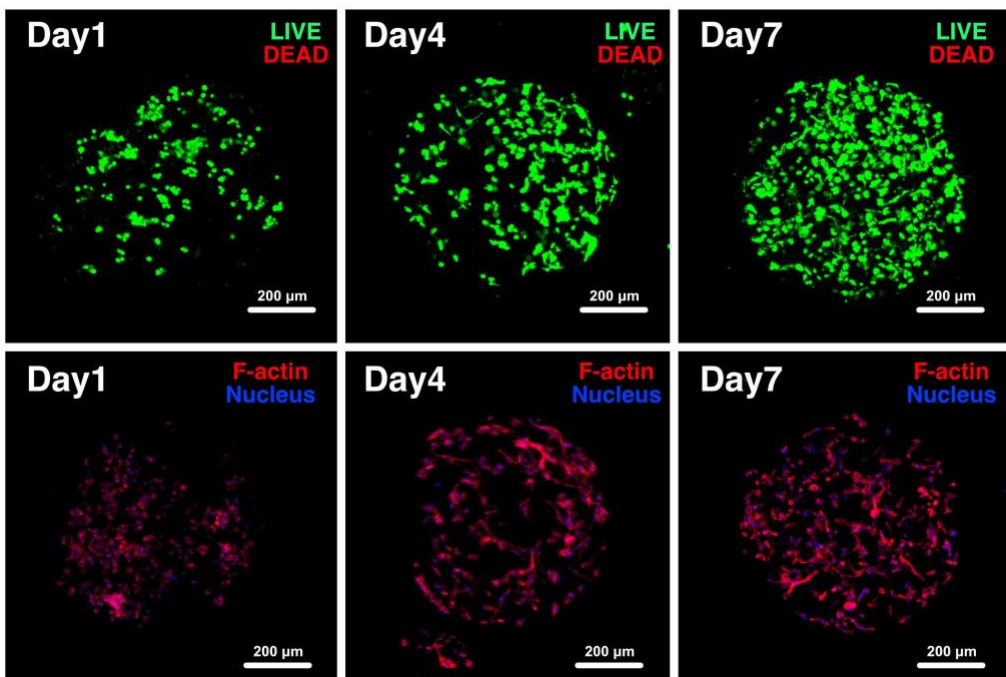 Day1
LIVE
DEAD
200 µm
Day4
LIVE
DEAD
200 µm
Day7
LIVE
DEAD
200 µm
Day1
F-actin
Nucleus
200 µm
Day4
F-actin
Nucleus
200 µm
Day7
F-actin
Nucleus
200 µm